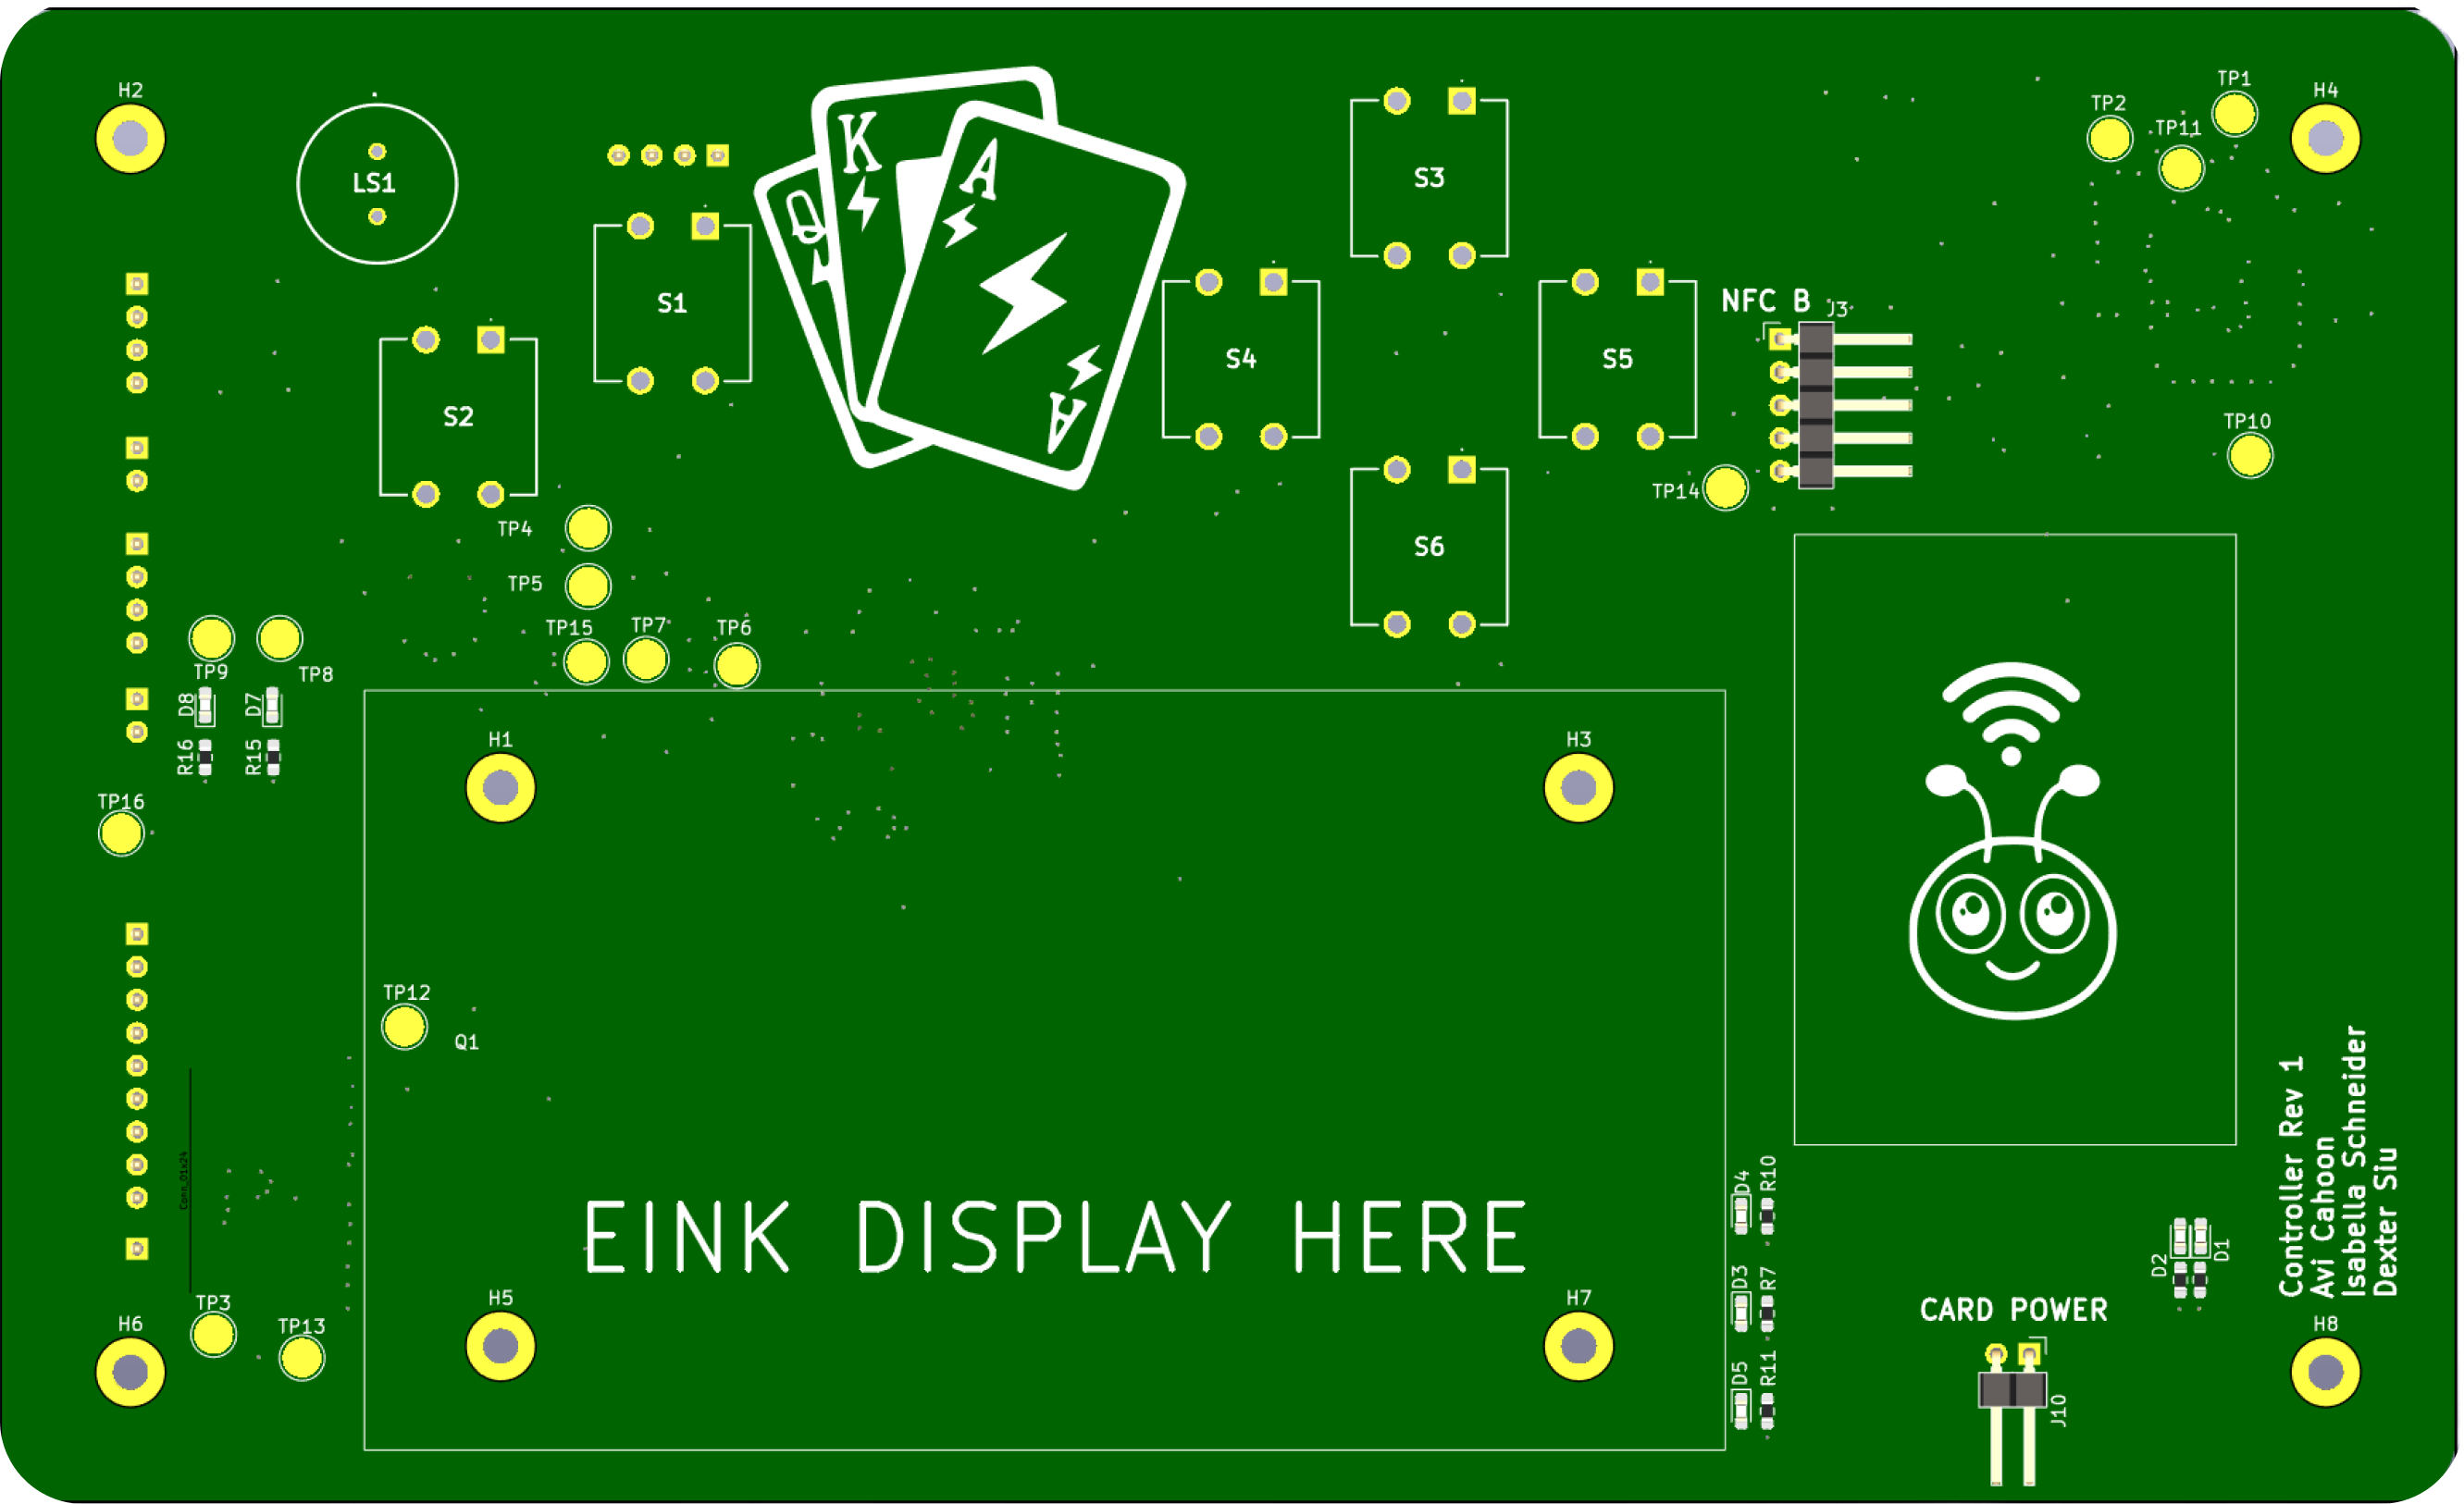 H2
TP1
TP2
H4
TP11
K
A
Q
A
LS1
S3
S1
NFC B
J3
S4
S5
S2
TP10
TP14
TP4
S6
TP5
TP15
TP7
TP6
TP9
TP8
D8
D7
R16
R15
H1
H3
TP16
TP12
Q1
Conn_01x24
EINK DISPLAY HERE
D4
R10
D3
R7
D5
R11
Controller Rev 1
Avi Cahoon
Isabella Schneider
Dexter Siu
D2
D1
CARD POWER
J10
TP3
TP13
H6
H5
H7
H8